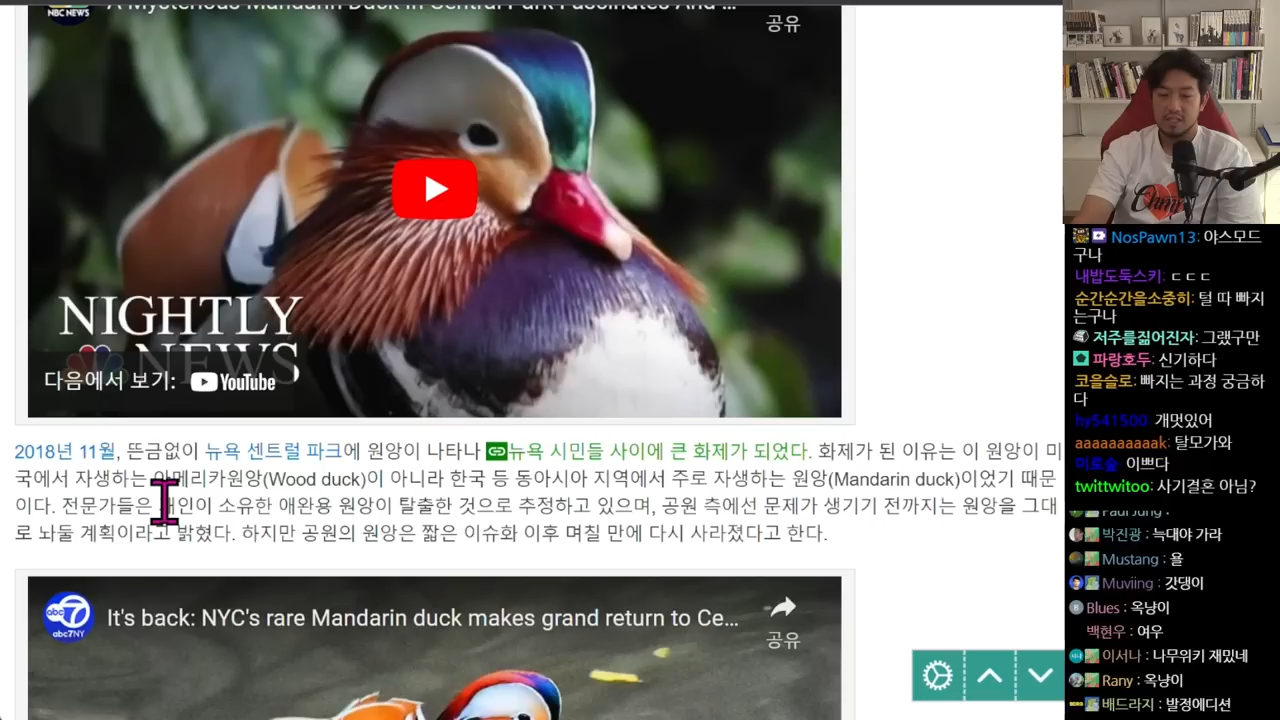 NBC NEWS
A Mysterious Mandarin Duck In Central Park Fascinates And ...
공유
NIGHTLY
NEWS
다음에서 보기: YouTube
2018년 11월, 뜬금없이 뉴욕 센트럴 파크에 원앙이 나타나 뉴욕 시민들 사이에 큰 화제가 되었다. 화제가 된 이유는 이 원앙이 미
국에서 자생하는 아메리카원앙(Wood duck)이 아니라 한국 등 동아시아 지역에서 주로 자생하는 원앙(Mandarin duck)이었기 때문
이다. 전문가들은 개인이 소유한 애완용 원앙이 탈출한 것으로 추정하고 있으며, 공원 측에선 문제가 생기기 전까지는 원앙을 그대
로 놔둘 계획이라고 밝혔다. 하지만 공원의 원앙은 짧은 이슈화 이후 며칠 만에 다시 사라졌다고 한다.
abc7NY
It's back: NYC's rare Mandarin duck makes grand return to Ce...
공유
NosPawn13: 야스모드
구나
내밥도둑스키: ㄷㄷㄷ
순간순간을소중히: 털 따 빠지
는구나
저주를짊어진자: 그랬구만
파랑호두: 신기하다
코을슬로: 빠지는 과정 궁금하
다
hy541500: 개멋있어
aaaaaaaaaak: 탈모가와
미로술: 이쁘다
twittwitoo: 사기결혼 아님?
Paul Jung :
박진광 : 늑대야 가라
Mustang : 욜
Muviing : 갓댕이
Blues : 옥냥이
백현우 : 여우
이서나 : 나무위키 재밌네
Rany : 옥냥이
배드라지 : 발정에디션